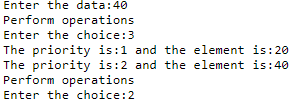 Enter the data:40
Perform operations
Enter the choice:3
The priority is:1 and the element is:20
The priority is:2 and the element is:40
Perform operations
Enter the choice:2